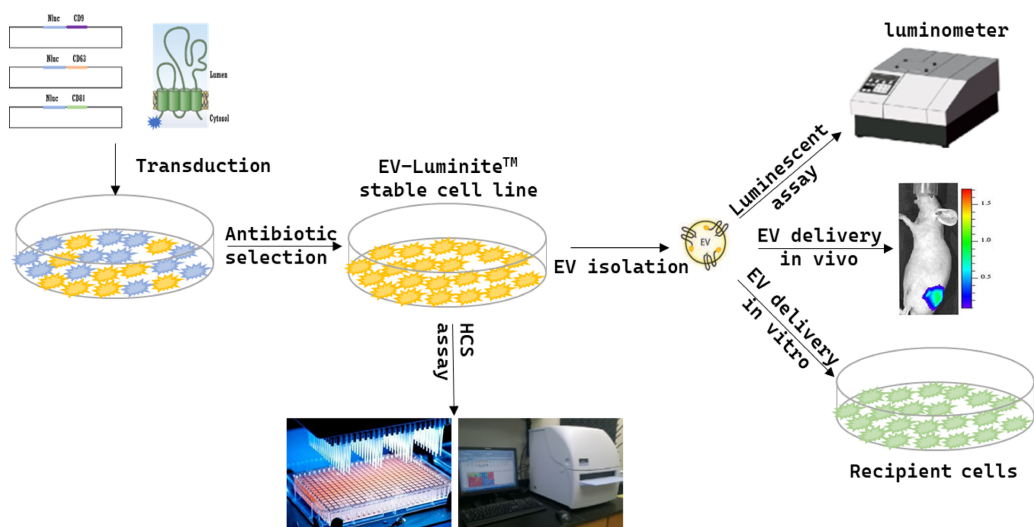 Nluc CD9
Nluc CD63
Nluc CD81
Lumen
Cytosol
Transduction
EV-Luminite™
stable cell line
Antibiotic
selection
EV isolation
EV
HCS
assay
luminometer
Luminescent
assay
EV delivery
in vivo
EV delivery
in vitro
1.5
1.0
0.5
Recipient cells